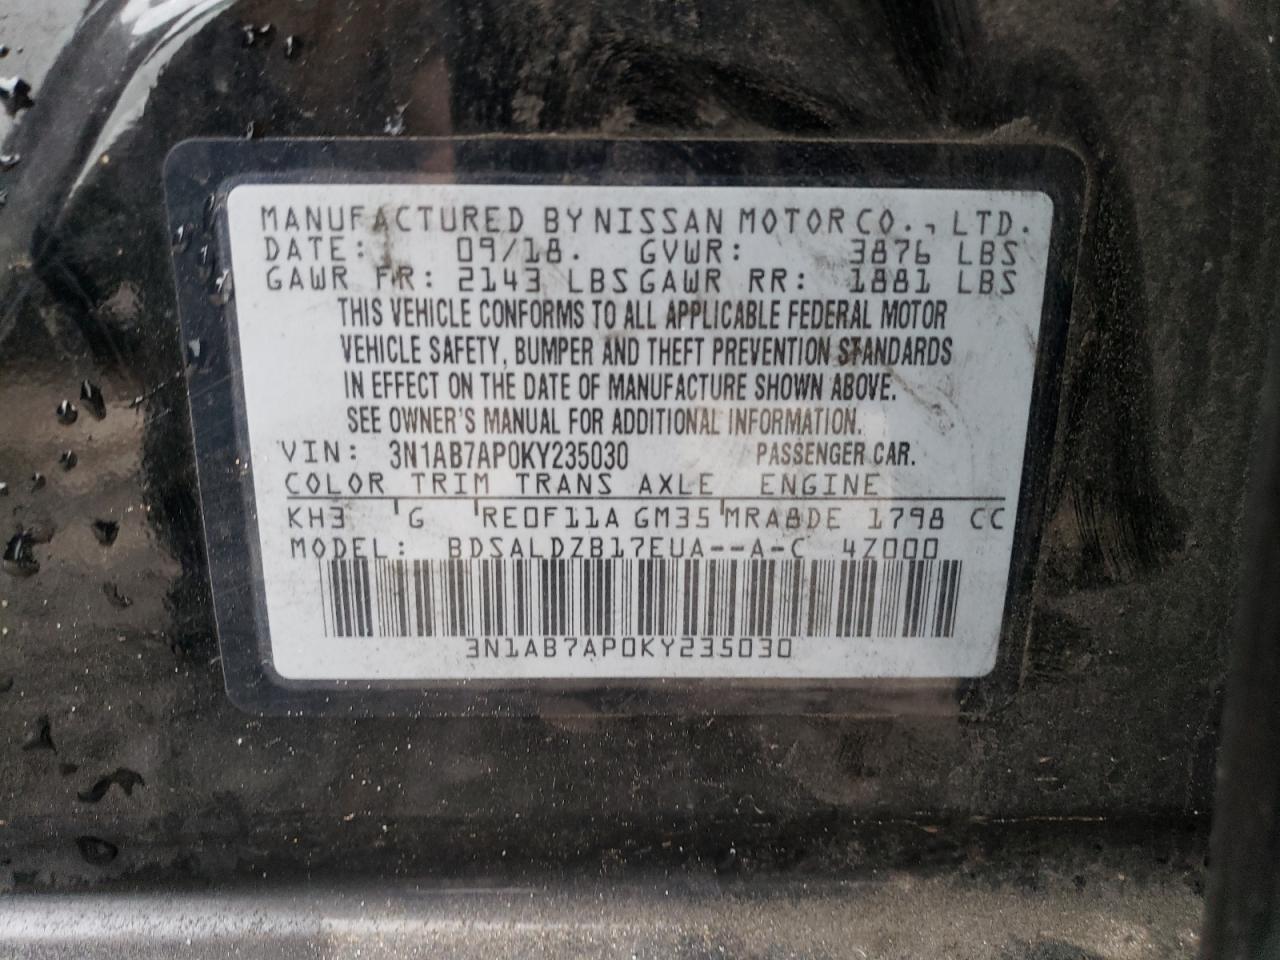 MANUFACTURED BY NISSAN MOTOR CO., LTD.
DATE: 09/18. GVWR: 3876 LBS
GAWR FR: 2143 LBS GAWR RR: 1881 LBS
THIS VEHICLE CONFORMS TO ALL APPLICABLE FEDERAL MOTOR
VEHICLE SAFETY, BUMPER AND THEFT PREVENTION STANDARDS
IN EFFECT ON THE DATE OF MANUFACTURE SHOWN ABOVE.
SEE OWNER'S MANUAL FOR ADDITIONAL INFORMATION.
VIN: 3N1AB7AP0KY235030 PASSENGER CAR.
COLOR TRIM TRANS AXLE ENGINE
KH3 G RE0F11A GM35 MRA8DE 1798 CC
MODEL: BDSALDZB17EUA--A-C 47000
3N1AB7AP0KY235030